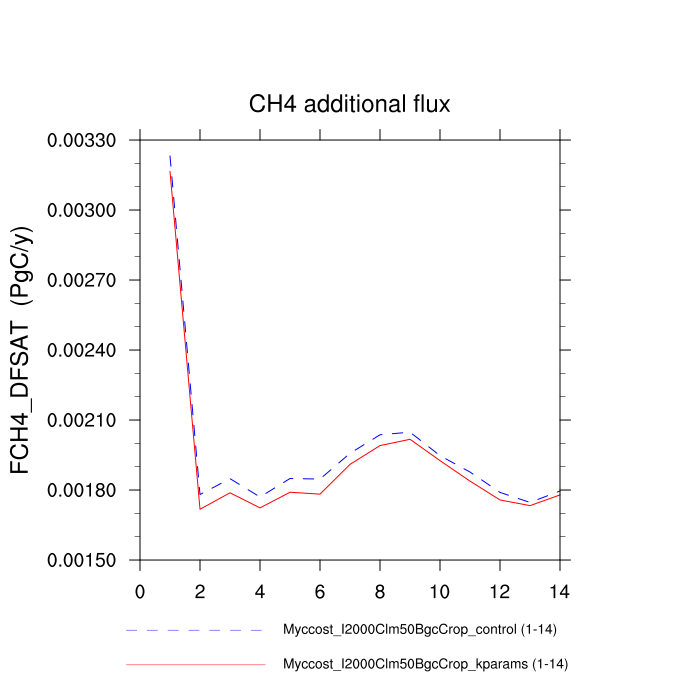 CH4 additional flux
0.00330
0.00300
0.00270
0.00240
0.00210
0.00180
0.00150
FCH4_DFSAT (PgC/y)
0 2 4 6 8 10 12 14
Myccost_I2000Clm50BgcCrop_control (1-14)
Myccost_I2000Clm50BgcCrop_kparams (1-14)